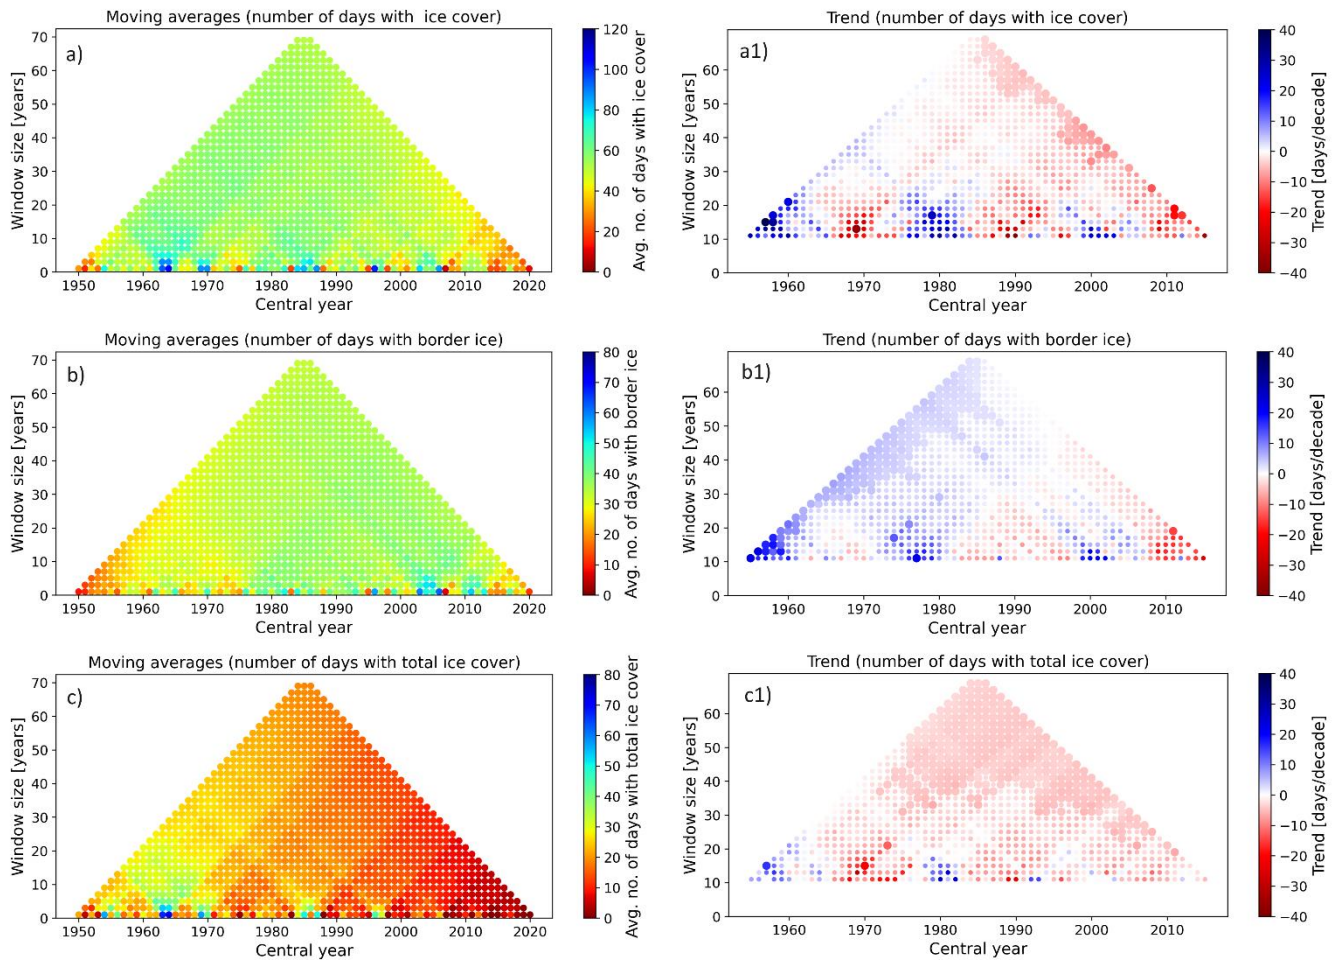 Moving averages (number of days with  ice cover)
a)
70
60
50
40
30
20
10
0
1950 1960 1970 1980 1990 2000 2010 2020
Central year
Window size [years]
120
100
80
60
40
20
0
Avg. no. of days with ice cover
Trend (number of days with ice cover)
a1)
60
50
40
30
20
10
0
1960 1970 1980 1990 2000 2010
Central year
Window size [years]
40
30
20
10
0
−10
−20
−30
−40
Trend [days/decade]
Moving averages (number of days with border ice)
b)
70
60
50
40
30
20
10
0
1950 1960 1970 1980 1990 2000 2010 2020
Central year
Window size [years]
80
70
60
50
40
30
20
10
0
Avg. no. of days with border ice
Trend (number of days with border ice)
b1)
60
50
40
30
20
10
0
1960 1970 1980 1990 2000 2010
Central year
Window size [years]
40
30
20
10
0
−10
−20
−30
−40
Trend [days/decade]
Moving averages (number of days with total ice cover)
c)
70
60
50
40
30
20
10
0
1950 1960 1970 1980 1990 2000 2010 2020
Central year
Window size [years]
80
70
60
50
40
30
20
10
0
Avg. no. of days with total ice cover
Trend (number of days with total ice cover)
c1)
60
50
40
30
20
10
0
1960 1970 1980 1990 2000 2010
Central year
Window size [years]
40
30
20
10
0
−10
−20
−30
−40
Trend [days/decade]